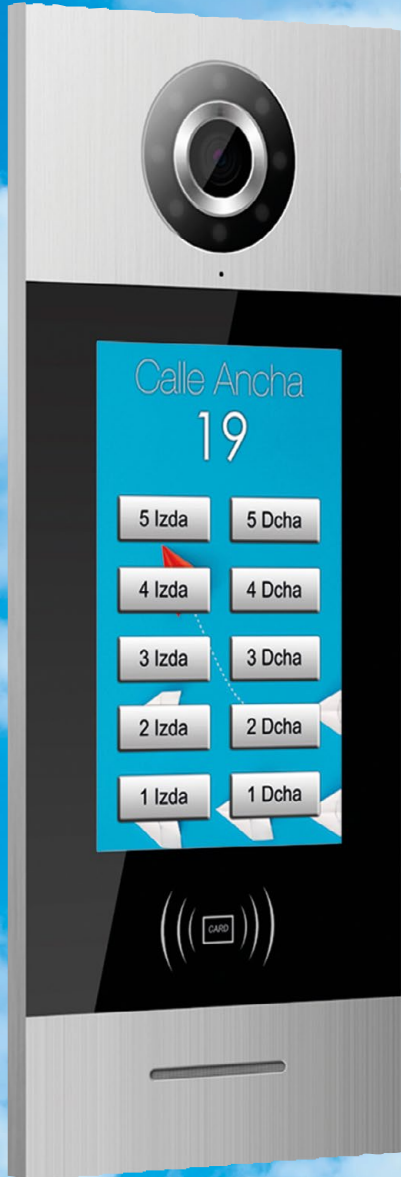 Calle Ancha
19
5 Izda 5 Dcha
4 Izda 4 Dcha
3 Izda 3 Dcha
2 Izda 2 Dcha
1 Izda 1 Dcha
CARD